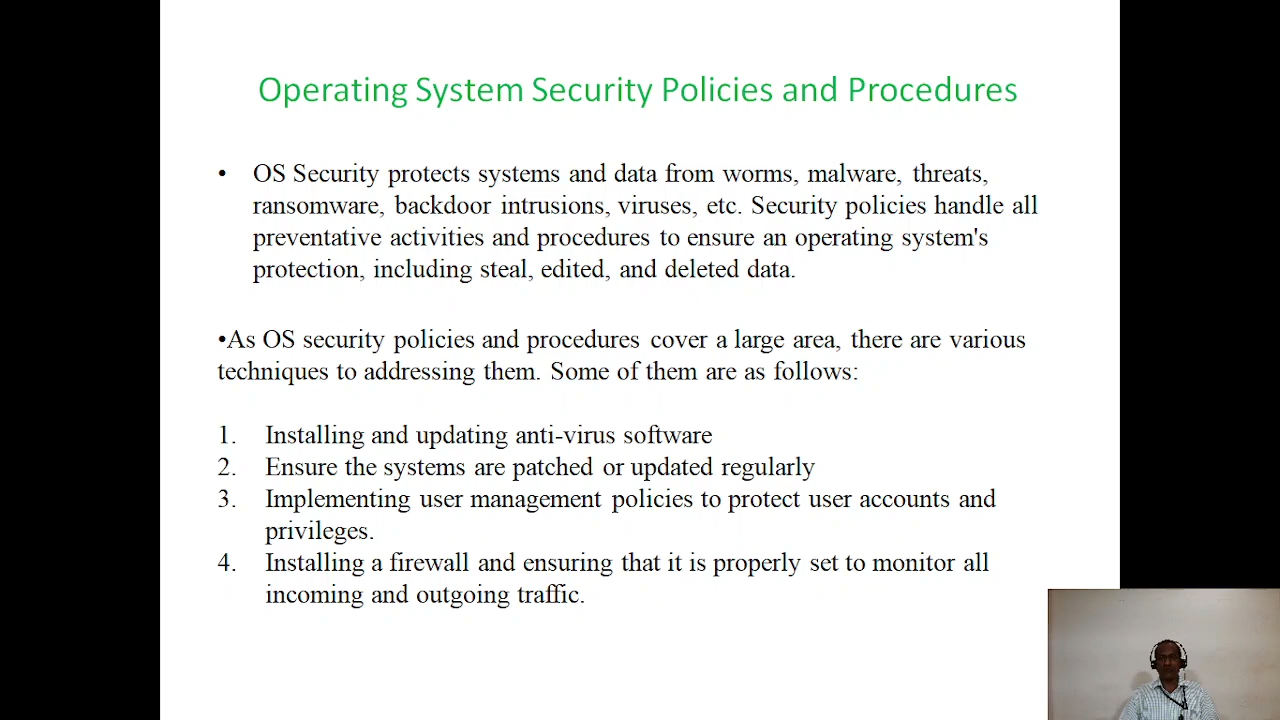 Operating System Security Policies and Procedures
• OS Security protects systems and data from worms, malware, threats,
ransomware, backdoor intrusions, viruses, etc. Security policies handle all
preventative activities and procedures to ensure an operating system's
protection, including steal, edited, and deleted data.
•As OS security policies and procedures cover a large area, there are various
techniques to addressing them. Some of them are as follows:
1. Installing and updating anti-virus software
2. Ensure the systems are patched or updated regularly
3. Implementing user management policies to protect user accounts and
privileges.
4. Installing a firewall and ensuring that it is properly set to monitor all
incoming and outgoing traffic.